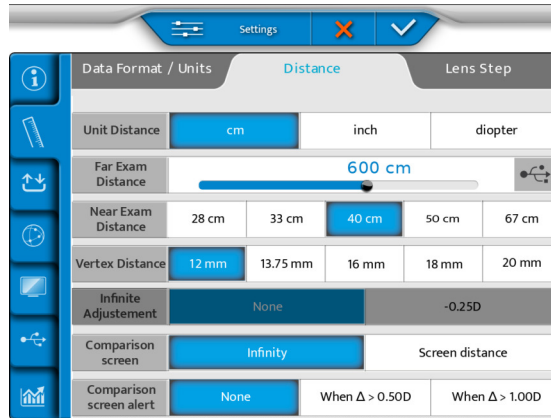 Settings
Data Format / Units Distance Lens Step
Unit Distance cm inch diopter
Far Exam
Distance
600 cm
Near Exam
Distance
28 cm 33 cm 40 cm 50 cm 67 cm
Vertex Distance 12 mm 13.75 mm 16 mm 18 mm 20 mm
Infinite
Adjustement
None -0.25D
Comparison
screen
Infinity Screen distance
Comparison
screen alert
None When Δ > 0.50D When Δ > 1.00D